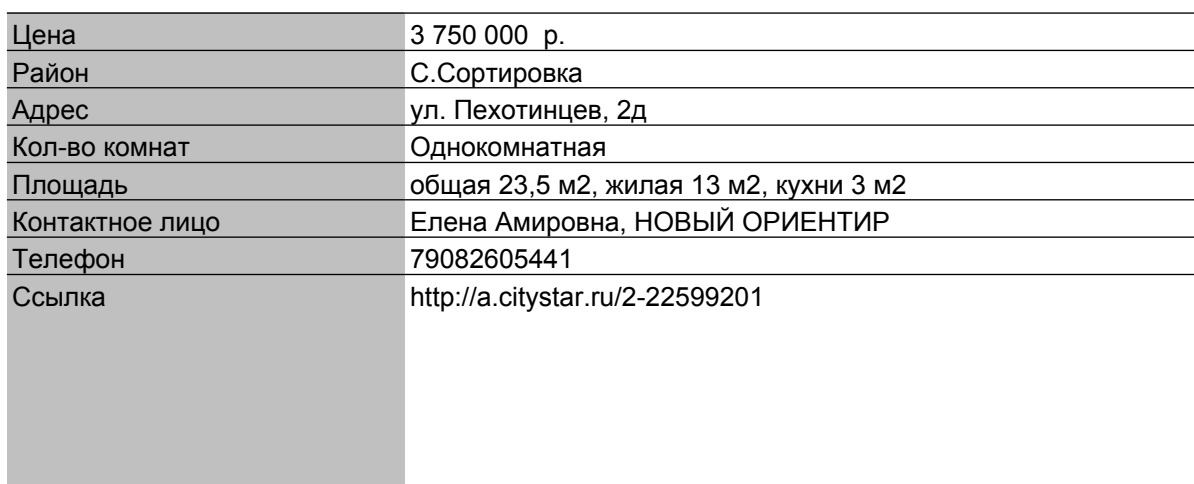 Цена 3 750 000  р.
Район С.Сортировка
Адрес ул. Пехотинцев, 2д
Кол-во комнат Однокомнатная
Площадь общая 23,5 м2, жилая 13 м2, кухни 3 м2
Контактное лицо Елена Амировна, НОВЫЙ ОРИЕНТИР
Телефон 79082605441
Ссылка http://a.citystar.ru/2-22599201